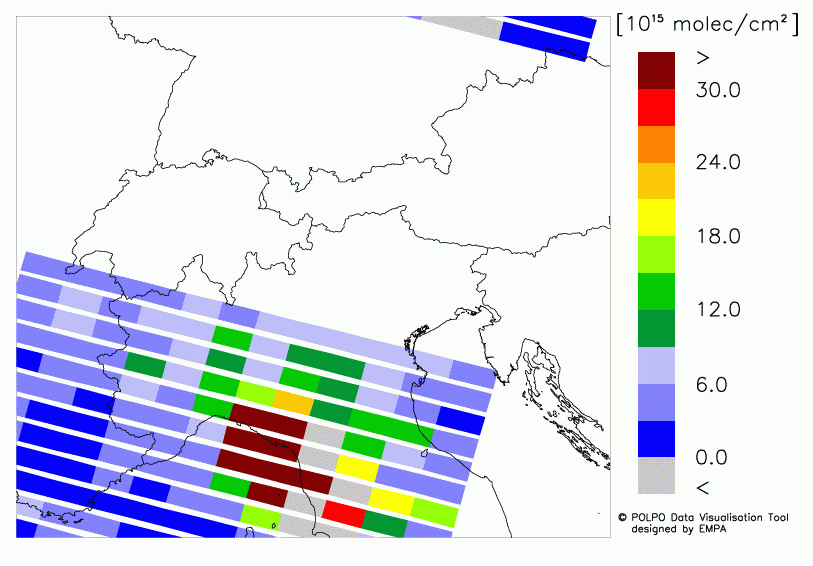 [10¹⁵ molec/cm²]
>
30.0
24.0
18.0
12.0
6.0
0.0
<
© POLPO Data Visualisation Tool
designed by EMPA